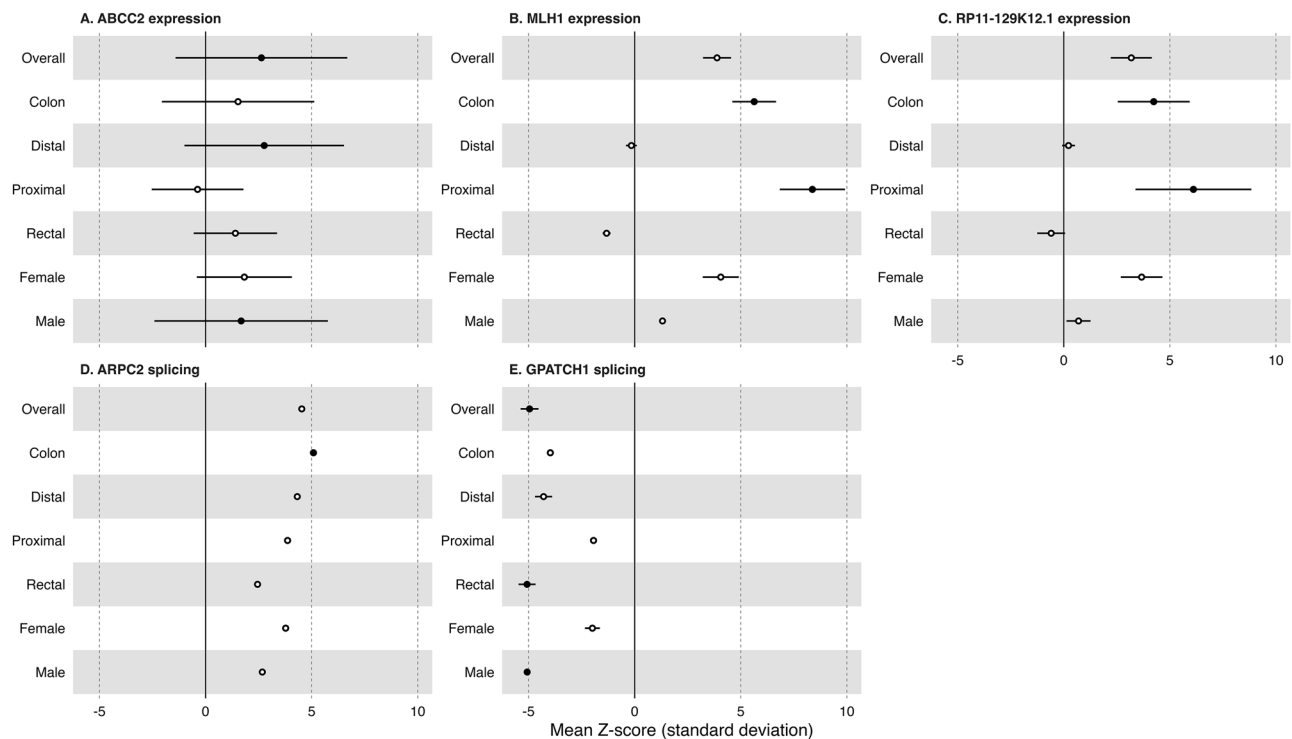 A. ABCC2 expression
Overall
Colon
Distal
Proximal
Rectal
Female
Male
B. MLH1 expression
Overall
Colon
Distal
Proximal
Rectal
Female
Male
C. RP11-129K12.1 expression
Overall
Colon
Distal
Proximal
Rectal
Female
Male
-5 0 5 10
D. ARPC2 splicing
Overall
Colon
Distal
Proximal
Rectal
Female
Male
-5 0 5 10
E. GPATCH1 splicing
Overall
Colon
Distal
Proximal
Rectal
Female
Male
-5 0 5 10
Mean Z-score (standard deviation)